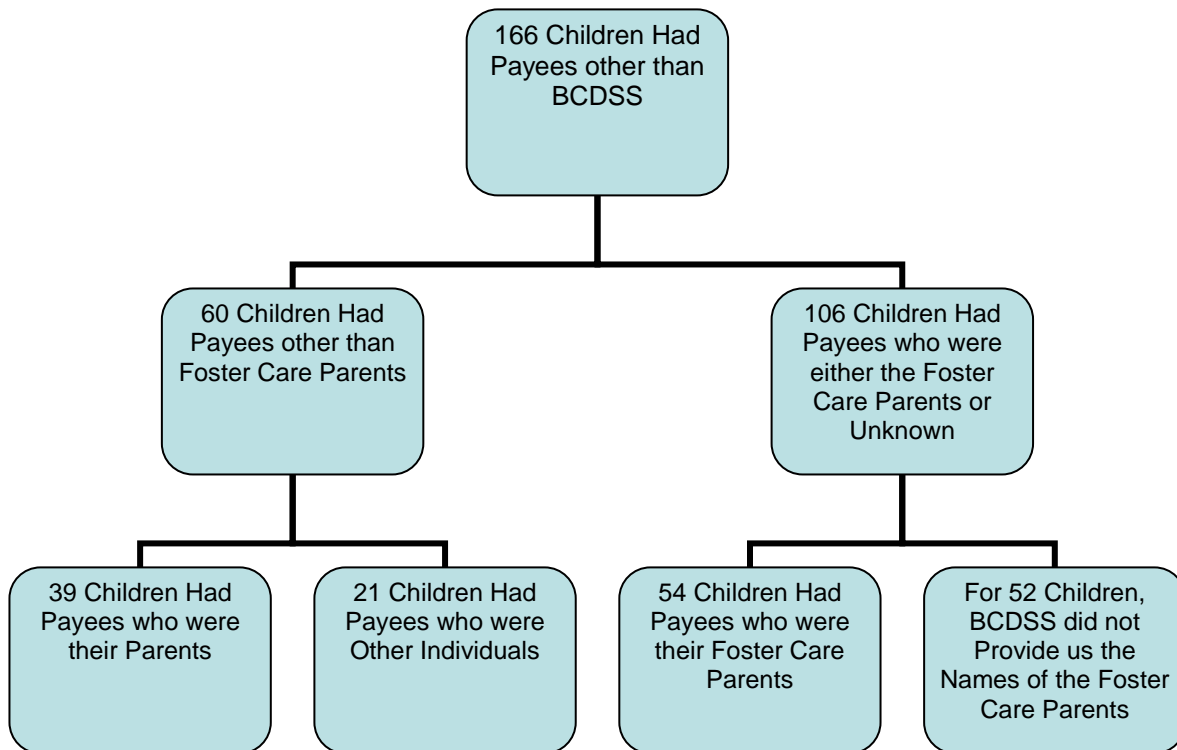 166 Children Had
Payees other than
BCDSS
60 Children Had
Payees other than
Foster Care Parents
106 Children Had
Payees who were
either the Foster
Care Parents or
Unknown
39 Children Had
Payees who were
their Parents
21 Children Had
Payees who were
Other Individuals
54 Children Had
Payees who were
their Foster Care
Parents
For 52 Children,
BCDSS did not
Provide us the
Names of the Foster
Care Parents